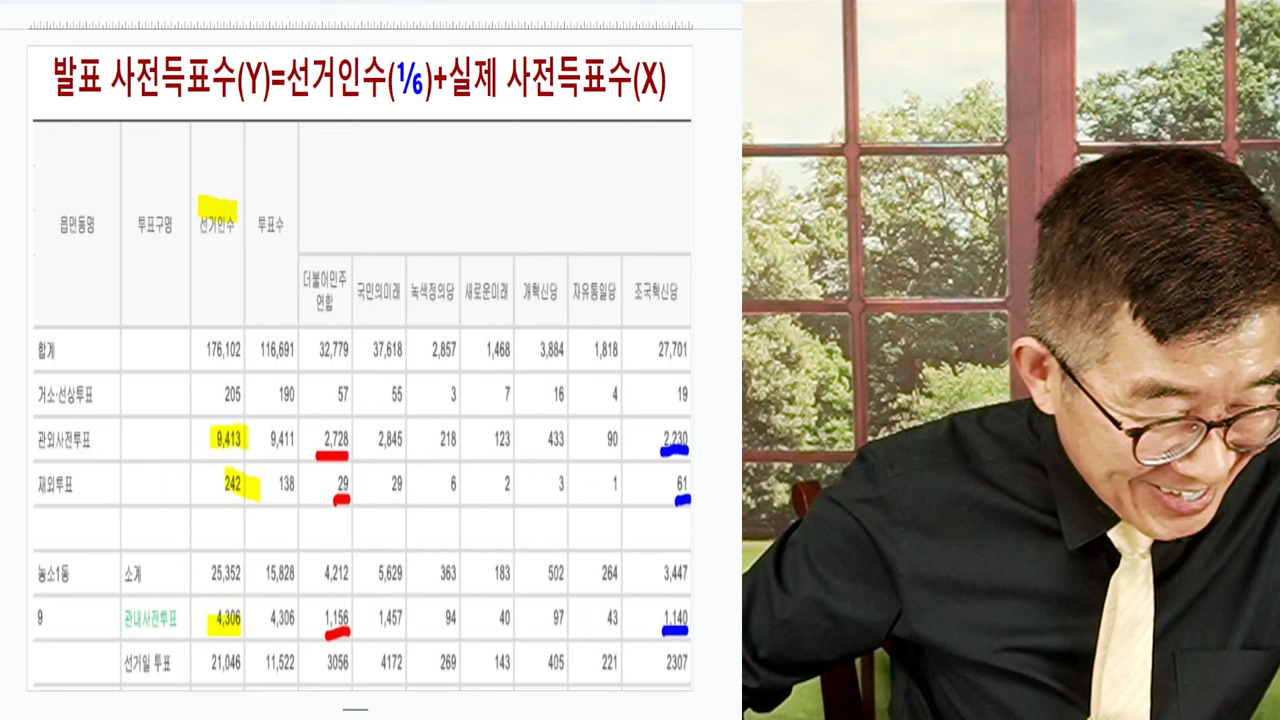 발표 사전득표수(Y)=선거인수(⅙)+실제 사전득표수(X)
읍면동명 투표구명 선거인수 투표수
더불어민주연합 국민의미래 녹색정의당 새로운미래 개혁신당 자유통일당 조국혁신당
합계 176,102 116,691 32,779 37,618 2,857 1,468 3,884 1,818 27,701
거소·선상투표 205 190 57 55 3 7 16 4 19
관외사전투표 9,413 9,411 2,728 2,845 218 123 433 90 2,230
재외투표 242 138 29 29 6 2 3 1 61
농소1동 소계 25,352 15,828 4,212 5,629 363 183 502 264 3,447
9 관내사전투표 4,306 4,306 1,156 1,457 94 40 97 43 1,140
선거일 투표 21,046 11,522 3056 4172 269 143 405 221 2307